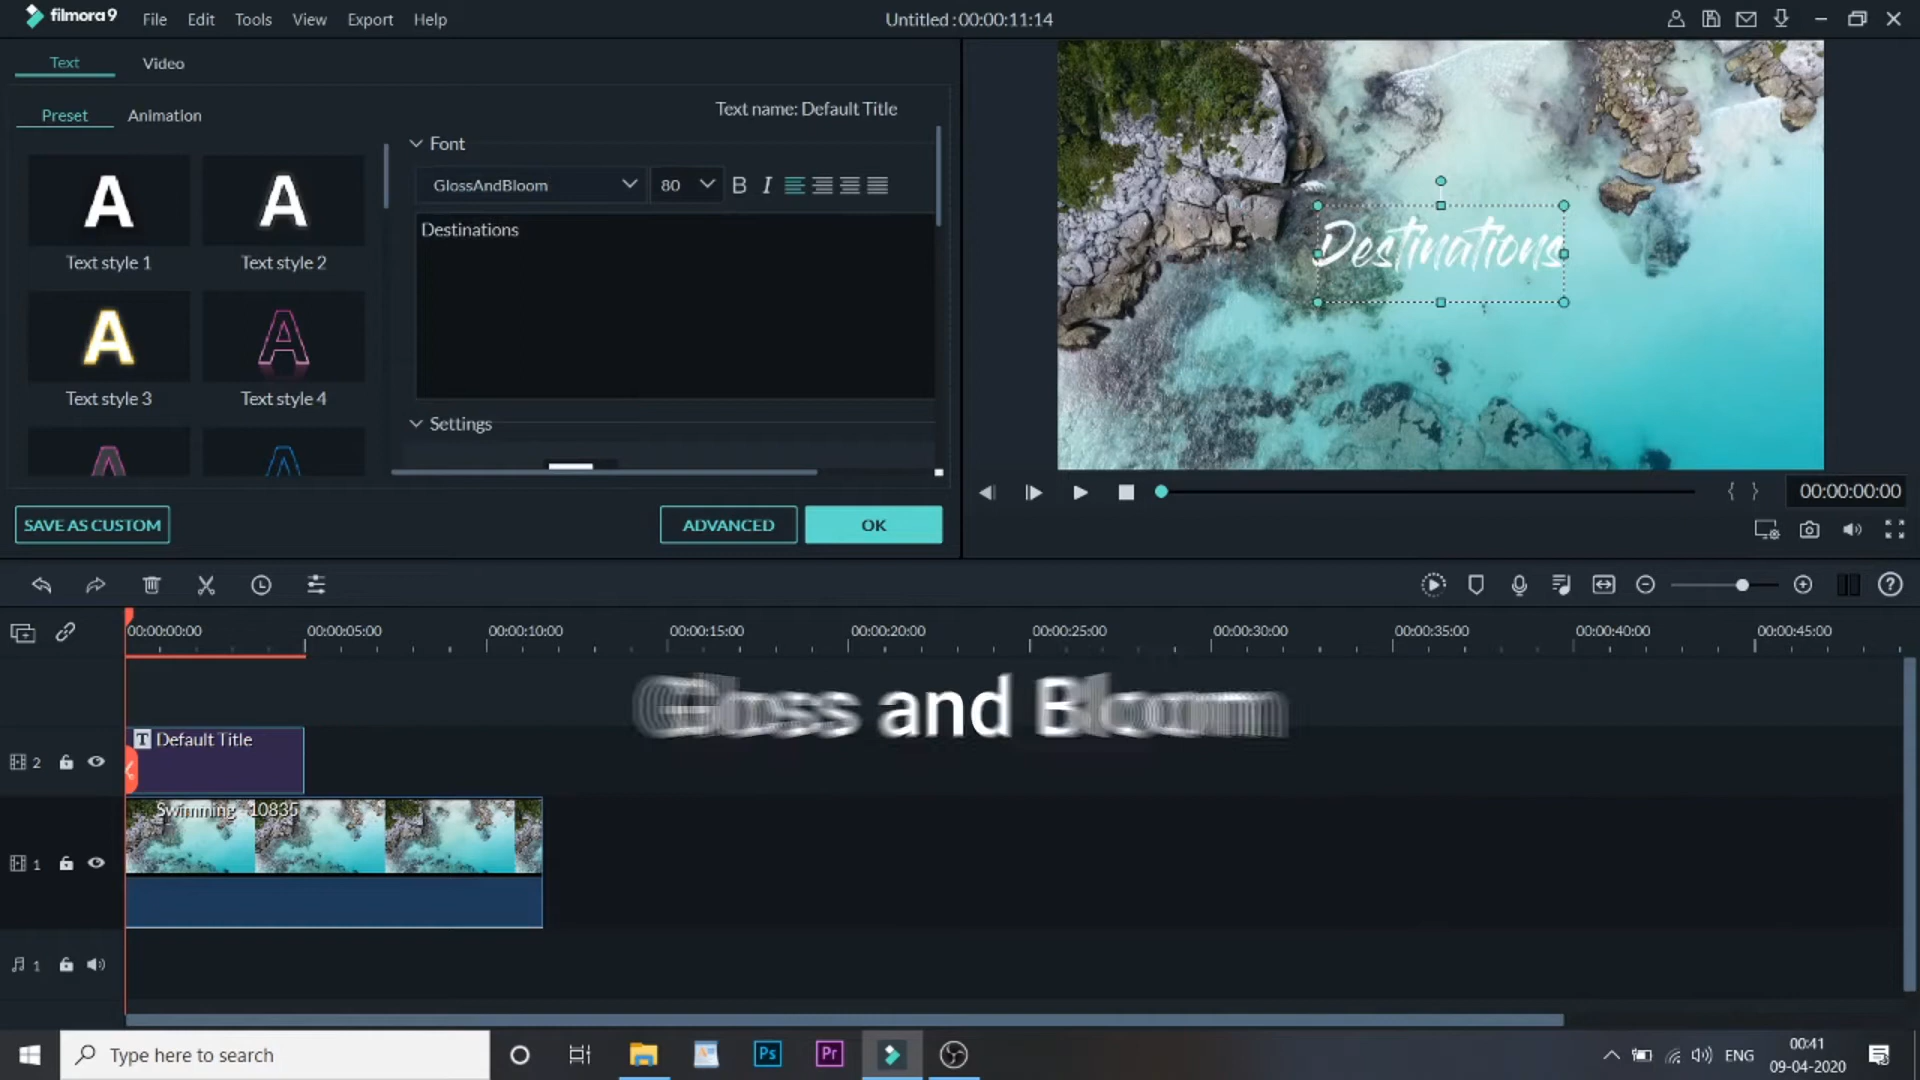 filmora9 File Edit Tools View Export Help Untitled : 00:00:11:14
Text Video
Preset Animation
Text name: Default Title
Font
GlossAndBloom 80 B I
Destinations
A A
Text style 1 Text style 2
A A
Text style 3 Text style 4
A A
Settings
SAVE AS CUSTOM ADVANCED OK
Destinations
{ } 00:00:00:00
00:00:00:00 00:00:05:00 00:00:10:00 00:00:15:00 00:00:20:00 00:00:25:00 00:00:30:00 00:00:35:00 00:00:40:00 00:00:45:00
Gloss and Bloom
2 T Default Title
Swimming - 10835
1
1
Type here to search Ps Pr ENG 00:41
09-04-2020